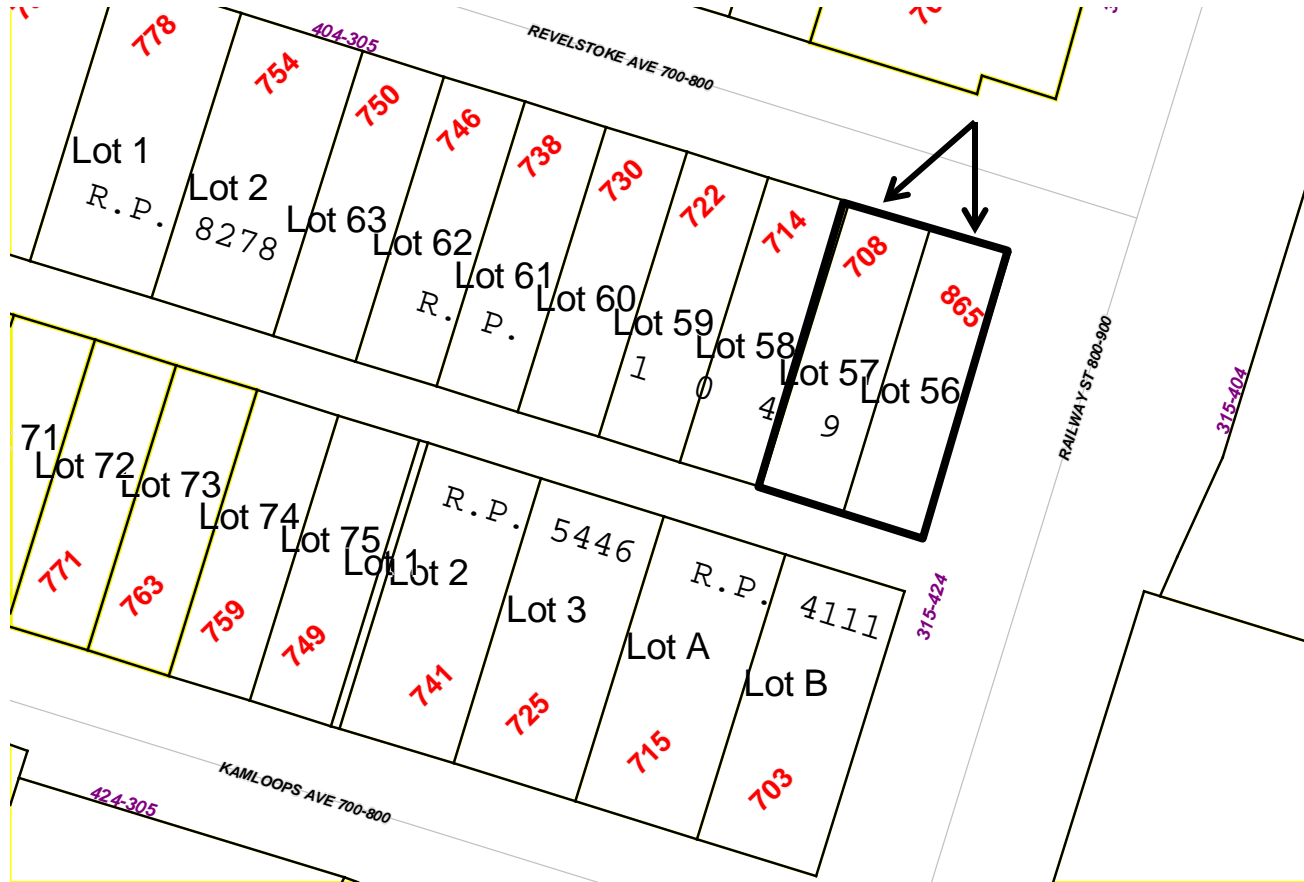 778
404-305
REVELSTOKE AVE 700-800
754
750
746
738
730
722
714
708
865
Lot 1
R.P. 8278
Lot 2
Lot 63
Lot 62
Lot 61
Lot 60
Lot 59
Lot 58
Lot 57
Lot 56
R. P. 1049
RAILWAY ST 800-900
315-404
71
Lot 72
Lot 73
Lot 74
Lot 75
Lot 1
Lot 2
R.P. 5446
Lot 3
R.P. 4111
Lot A
Lot B
315-424
771
763
759
749
741
725
715
703
KAMLOOPS AVE 700-800
424-305